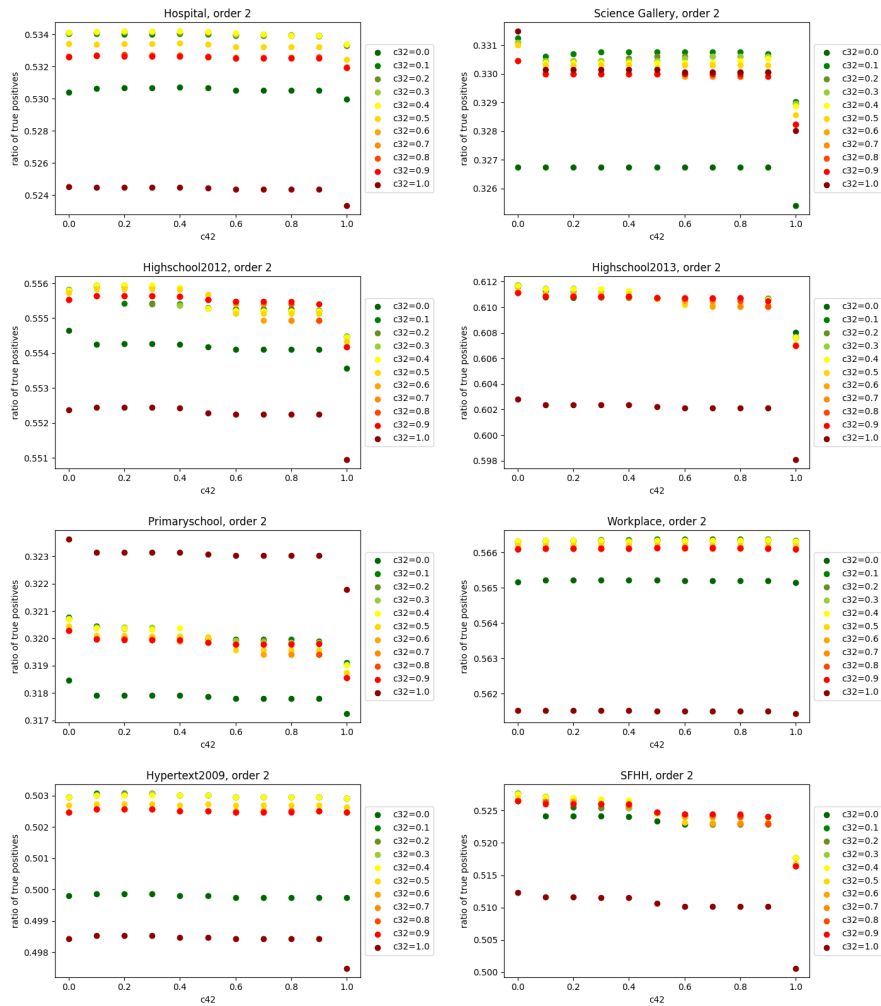 Hospital, order 2
ratio of true positives
0.534
0.532
0.530
0.528
0.526
0.524
0.0 0.2 0.4 0.6 0.8 1.0
c42
c32=0.0
c32=0.1
c32=0.2
c32=0.3
c32=0.4
c32=0.5
c32=0.6
c32=0.7
c32=0.8
c32=0.9
c32=1.0
Science Gallery, order 2
ratio of true positives
0.331
0.330
0.329
0.328
0.327
0.326
0.0 0.2 0.4 0.6 0.8 1.0
c42
c32=0.0
c32=0.1
c32=0.2
c32=0.3
c32=0.4
c32=0.5
c32=0.6
c32=0.7
c32=0.8
c32=0.9
c32=1.0
Highschool2012, order 2
ratio of true positives
0.556
0.555
0.554
0.553
0.552
0.551
0.0 0.2 0.4 0.6 0.8 1.0
c42
c32=0.0
c32=0.1
c32=0.2
c32=0.3
c32=0.4
c32=0.5
c32=0.6
c32=0.7
c32=0.8
c32=0.9
c32=1.0
Highschool2013, order 2
ratio of true positives
0.612
0.610
0.608
0.606
0.604
0.602
0.600
0.598
0.0 0.2 0.4 0.6 0.8 1.0
c42
c32=0.0
c32=0.1
c32=0.2
c32=0.3
c32=0.4
c32=0.5
c32=0.6
c32=0.7
c32=0.8
c32=0.9
c32=1.0
Primaryschool, order 2
ratio of true positives
0.323
0.322
0.321
0.320
0.319
0.318
0.317
0.0 0.2 0.4 0.6 0.8 1.0
c42
c32=0.0
c32=0.1
c32=0.2
c32=0.3
c32=0.4
c32=0.5
c32=0.6
c32=0.7
c32=0.8
c32=0.9
c32=1.0
Workplace, order 2
ratio of true positives
0.566
0.565
0.564
0.563
0.562
0.0 0.2 0.4 0.6 0.8 1.0
c42
c32=0.0
c32=0.1
c32=0.2
c32=0.3
c32=0.4
c32=0.5
c32=0.6
c32=0.7
c32=0.8
c32=0.9
c32=1.0
Hypertext2009, order 2
ratio of true positives
0.503
0.502
0.501
0.500
0.499
0.498
0.0 0.2 0.4 0.6 0.8 1.0
c42
c32=0.0
c32=0.1
c32=0.2
c32=0.3
c32=0.4
c32=0.5
c32=0.6
c32=0.7
c32=0.8
c32=0.9
c32=1.0
SFHH, order 2
ratio of true positives
0.525
0.520
0.515
0.510
0.505
0.500
0.0 0.2 0.4 0.6 0.8 1.0
c42
c32=0.0
c32=0.1
c32=0.2
c32=0.3
c32=0.4
c32=0.5
c32=0.6
c32=0.7
c32=0.8
c32=0.9
c32=1.0